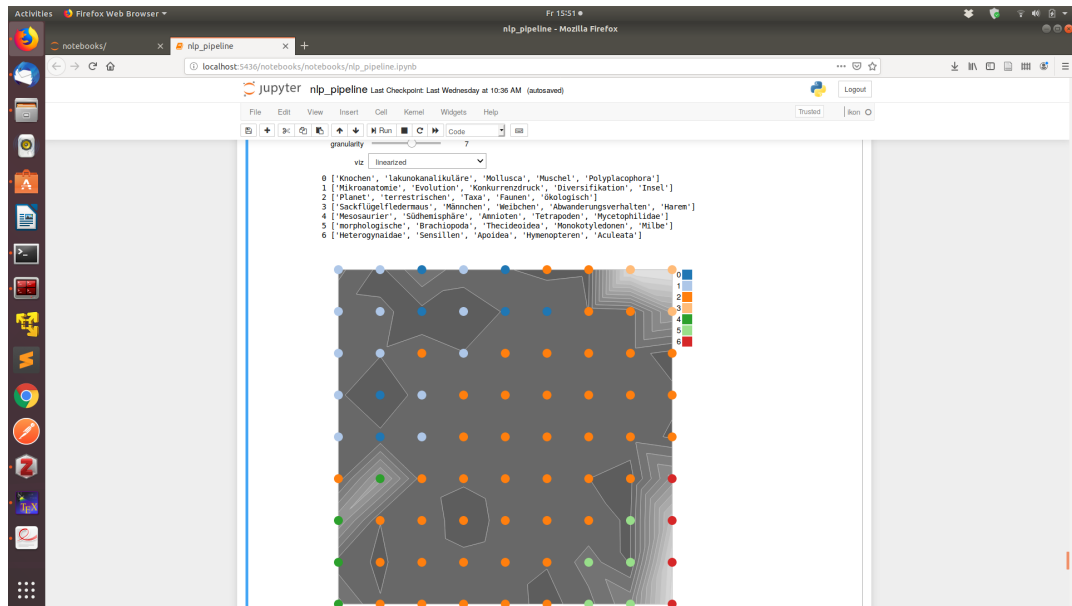 Activities Firefox Web Browser Fr 15:51
nlp_pipeline - Mozilla Firefox
notebooks/ × nlp_pipeline × +
localhost:5436/notebooks/notebooks/nlp_pipeline.ipynb
jupyter nlp_pipeline Last Checkpoint: Last Wednesday at 10:36 AM (autosaved) Logout
File Edit View Insert Cell Kernel Widgets Help Trusted ikon O
Run Code
granularity 7
viz linearized
0 ['Knochen', 'lakunokanalikuläre', 'Mollusca', 'Muschel', 'Polyplacophora']
1 ['Mikroanatomie', 'Evolution', 'Konkurrenzdruck', 'Diversifikation', 'Insel']
2 ['Planet', 'terrestrischen', 'Taxa', 'Faunen', 'ökologisch']
3 ['Sackflügelfledermaus', 'Männchen', 'Weibchen', 'Abwanderungsverhalten', 'Harem']
4 ['Mesosaurier', 'Südhemisphäre', 'Amnioten', 'Tetrapoden', 'Mycetophilidae']
5 ['morphologische', 'Brachiopoda', 'Thecideoidea', 'Monokotyledonen', 'Milbe']
6 ['Heterogynaidae', 'Sensillen', 'Apoidea', 'Hymenopteren', 'Aculeata']
0
1
2
3
4
5
6